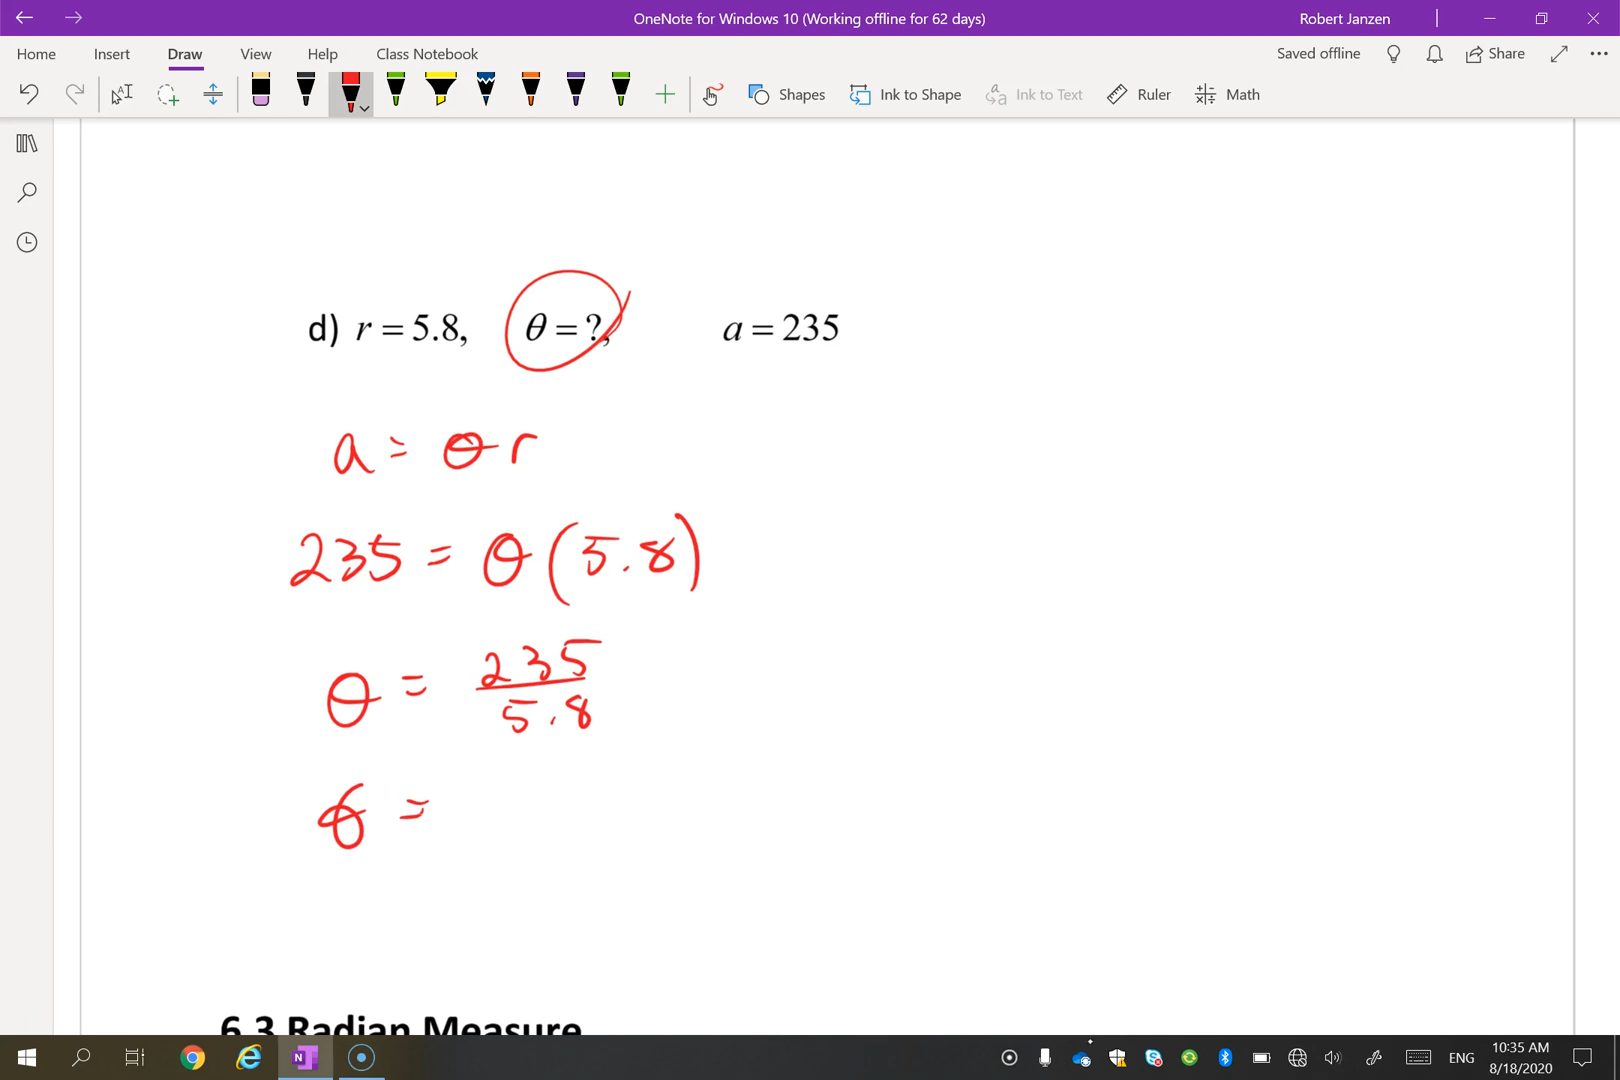 OneNote for Windows 10 (Working offline for 62 days)
Robert Janzen
Home Insert Draw View Help Class Notebook
Saved offline Share
Shapes Ink to Shape Ink to Text Ruler Math
d) r = 5.8, θ = ?, a = 235
a = θ r
235 = θ (5.8)
θ = 235/5.8
θ =
6.3 Radian Measure
ENG
10:35 AM
8/18/2020